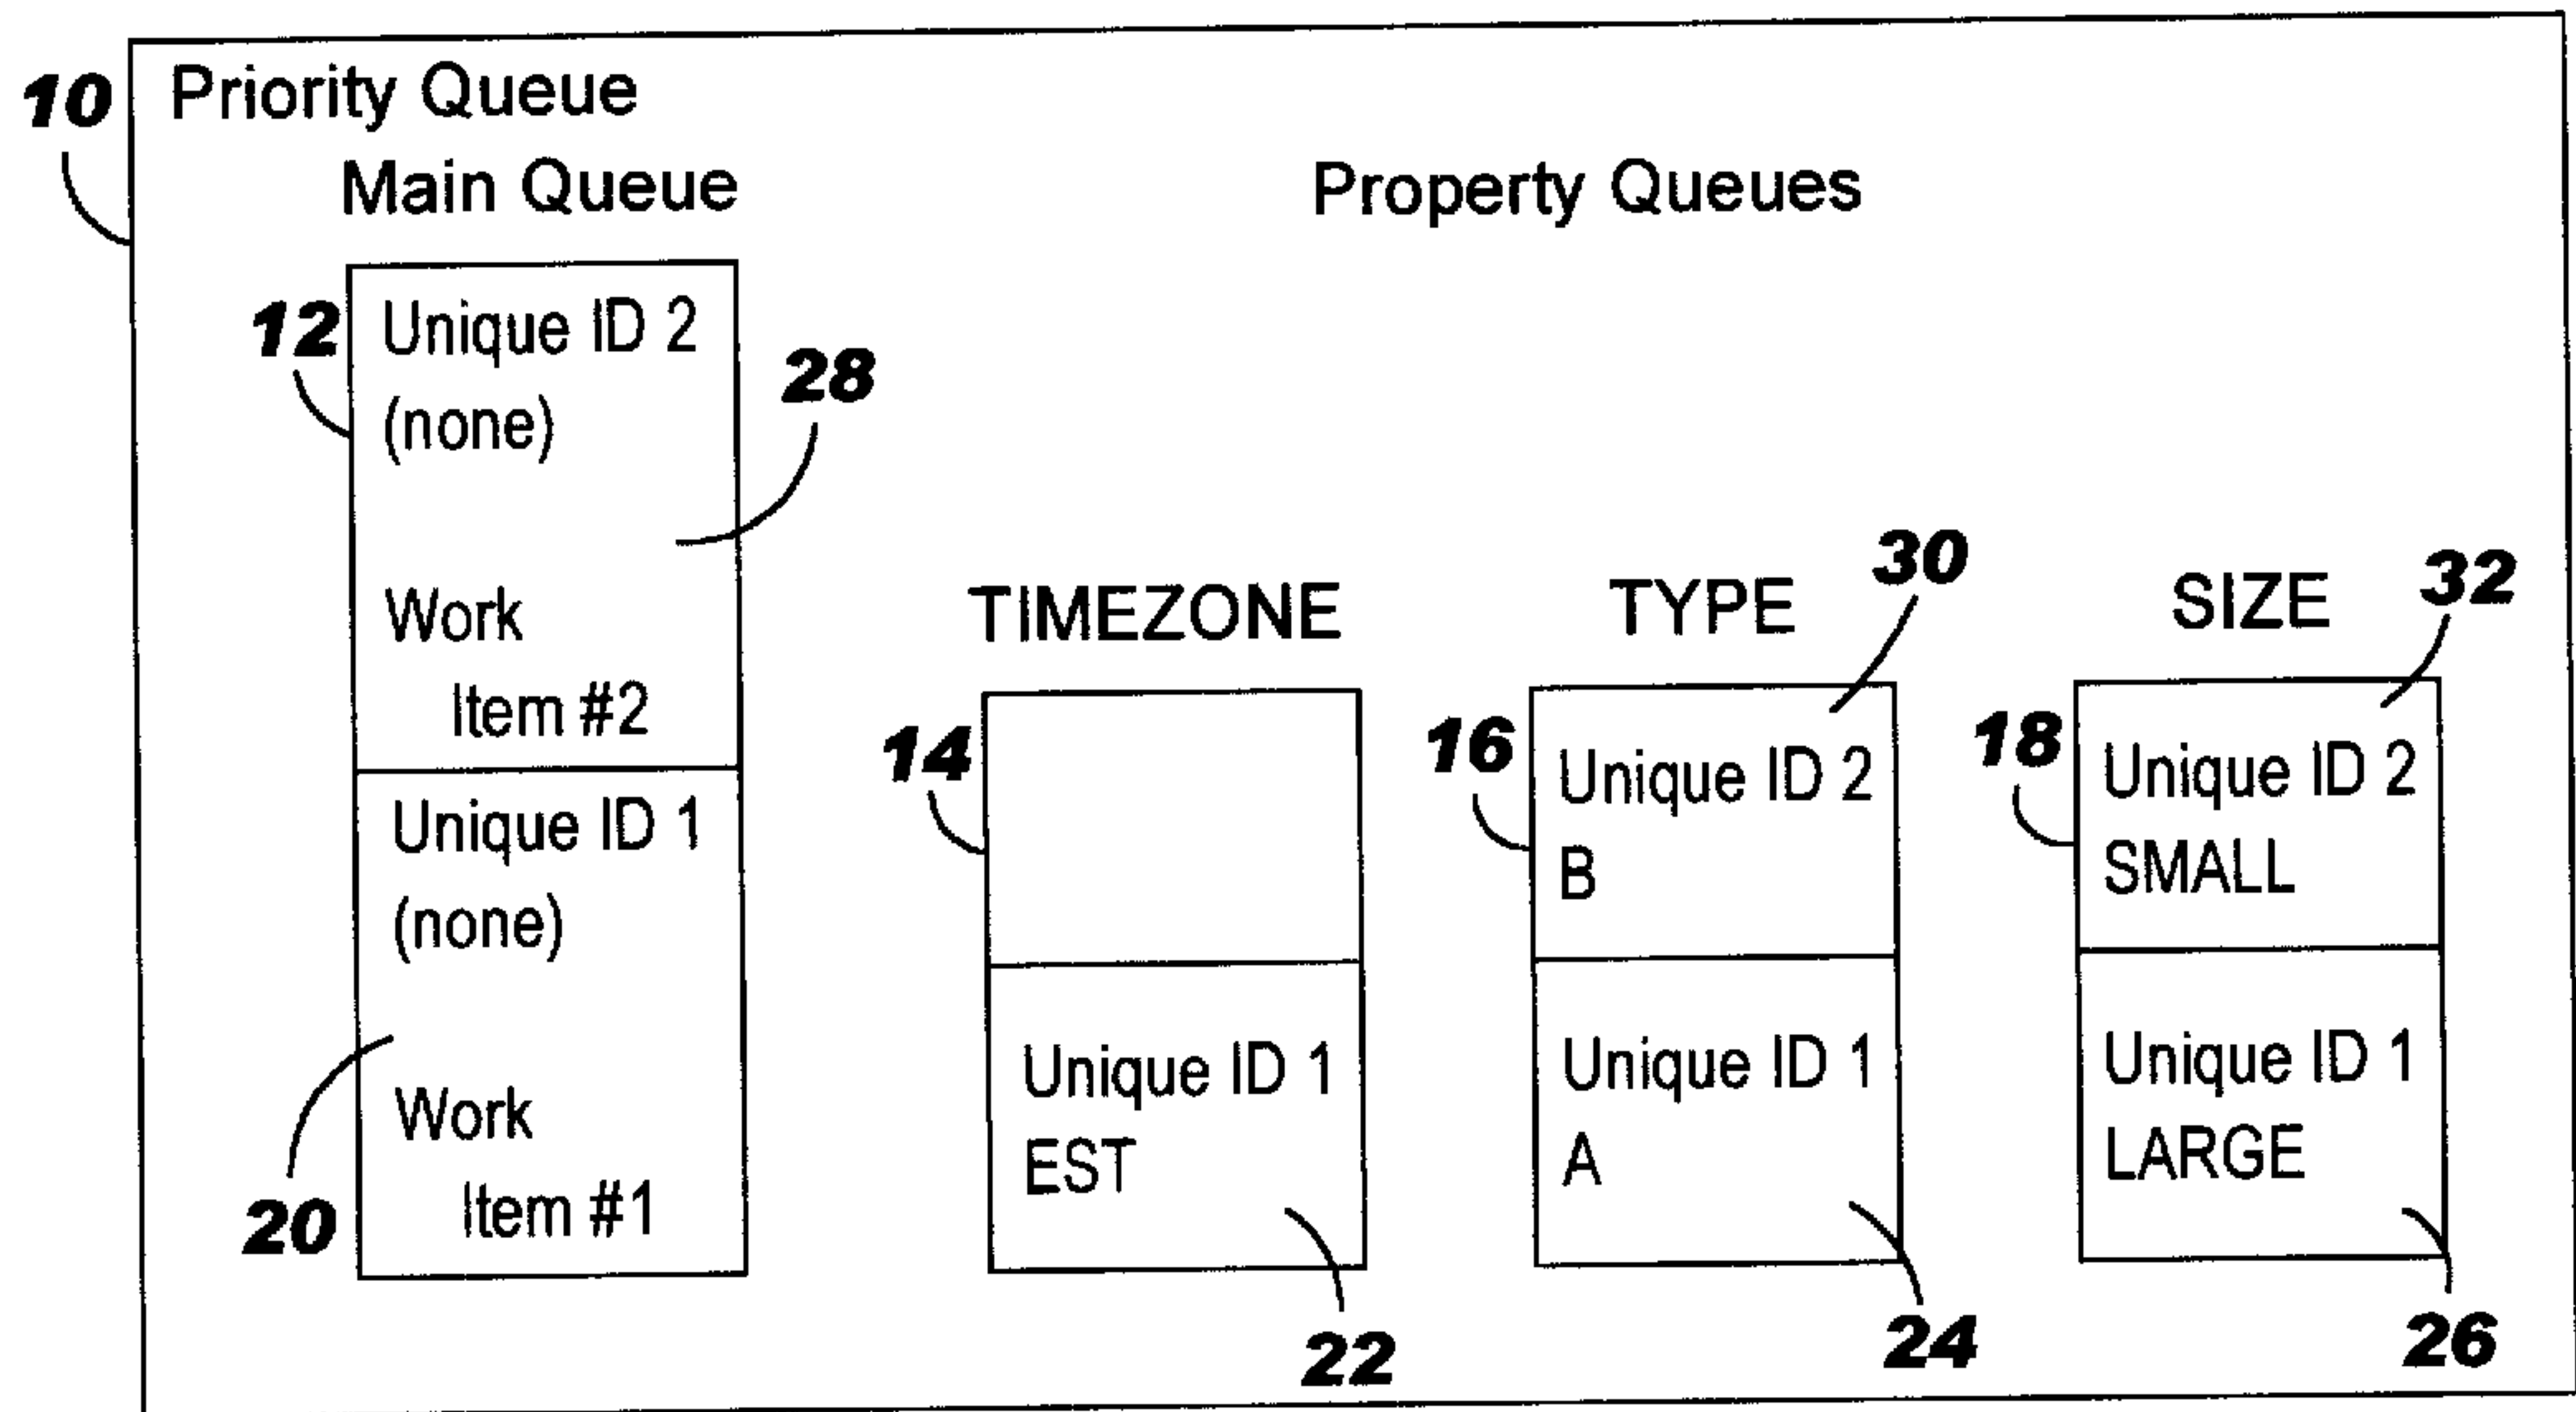 10
Priority Queue
Main Queue
Property Queues
12
Unique ID 2
(none)
28
Work
Item #2
Unique ID 1
(none)
Work
Item #1
20
TIMEZONE
14
Unique ID 1
EST
22
TYPE
30
16
Unique ID 2
B
Unique ID 1
A
24
SIZE
32
18
Unique ID 2
SMALL
Unique ID 1
LARGE
26